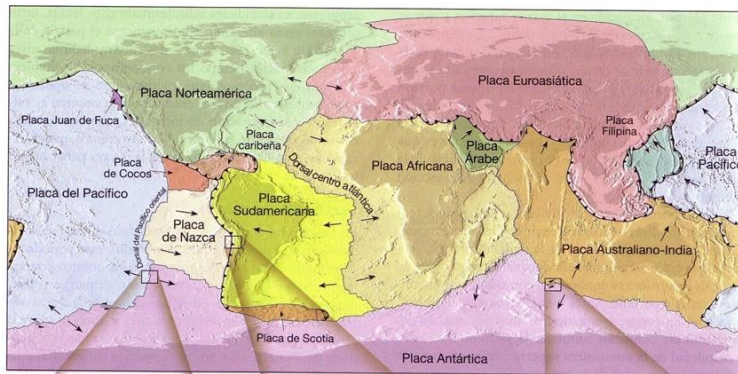 Placa Norteamérica
Placa Euroasiática
Placa Juan de Fuca
Placa
caribeña
Placa
Filipina
Placa
de Cocos
Placa Africana
Placa
Árabe
Placa
Pacífico
Placa del Pacífico
Dorsal centro atlántica
Placa
Sudamericana
Dorsal del Pacífico oriental
Placa
de Nazca
Placa Australiano-India
Placa de Scotia
Placa Antártica